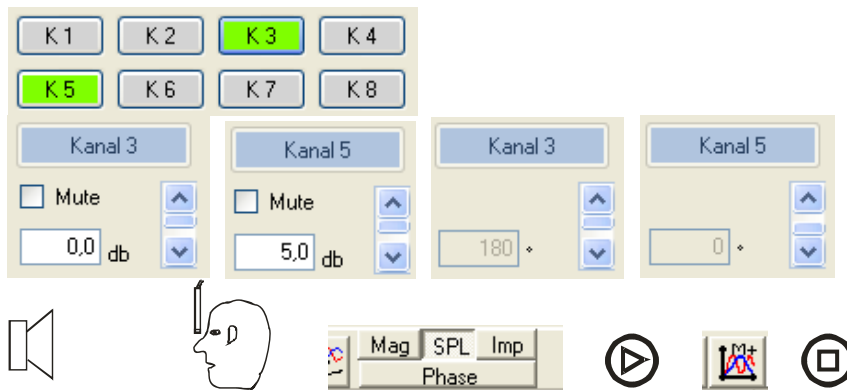 K 1 K 2 K 3 K 4
K 5 K 6 K 7 K 8
Kanal 3 Kanal 5 Kanal 3 Kanal 5
Mute Mute
0,0 db 5,0 db 180 ° 0 °
Mag SPL Imp M+
Phase